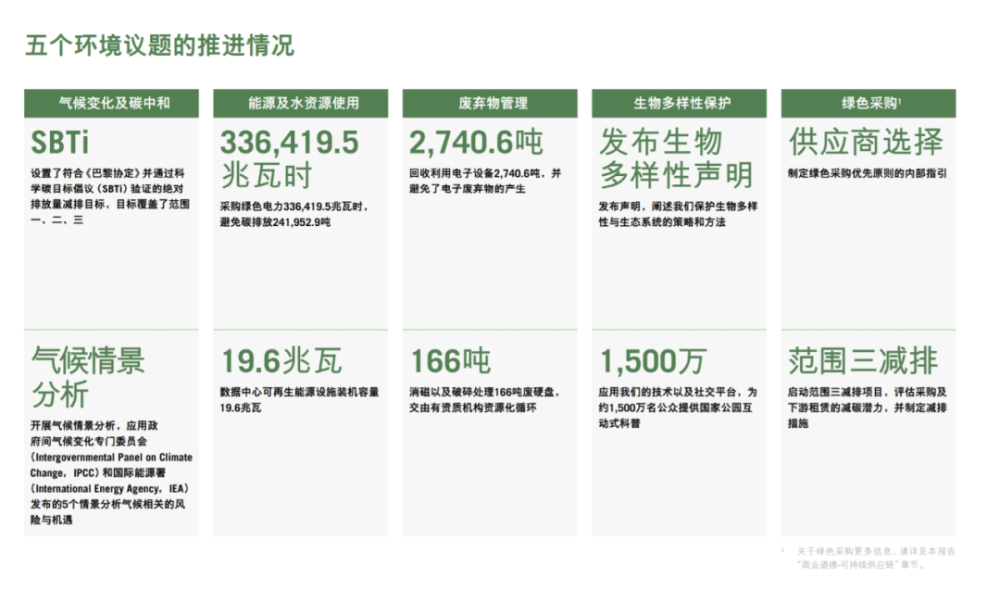 五个环境议题的推进情况
气候变化及碳中和
SBTi
设置了符合《巴黎协定》并通过科
学碳目标倡议（SBTi）验证的绝对
排放量减排目标，目标覆盖了范围
一、二、三
气候情景
分析
开展气候情景分析，应用政
府间气候变化专门委员会
（Intergovernmental Panel on Climate
Change，IPCC）和国际能源署
（International Energy Agency，IEA）
发布的5个情景分析气候相关的风
险与机遇
能源及水资源使用
336,419.5
兆瓦时
采购绿色电力336,419.5兆瓦时，
避免碳排放241,952.9吨
19.6兆瓦
数据中心可再生能源设施装机容量
19.6兆瓦
废弃物管理
2,740.6吨
回收利用电子设备2,740.6吨，并
避免了电子废弃物的产生
166吨
消磁以及破碎处理166吨废硬盘，
交由有资质机构资源化循环
生物多样性保护
发布生物
多样性声明
发布声明，阐述我们保护生物多样
性与生态系统的策略和方法
1,500万
应用我们的技术以及社交平台，为
约1,500万名公众提供国家公园互
动式科普
绿色采购¹
供应商选择
制定绿色采购优先原则的内部指引
范围三减排
启动范围三减排项目，评估采购及
下游租赁的减碳潜力，并制定减排
措施
¹ 关于绿色采购更多信息，请详见本报告
“商业道德-可持续供应链”章节。